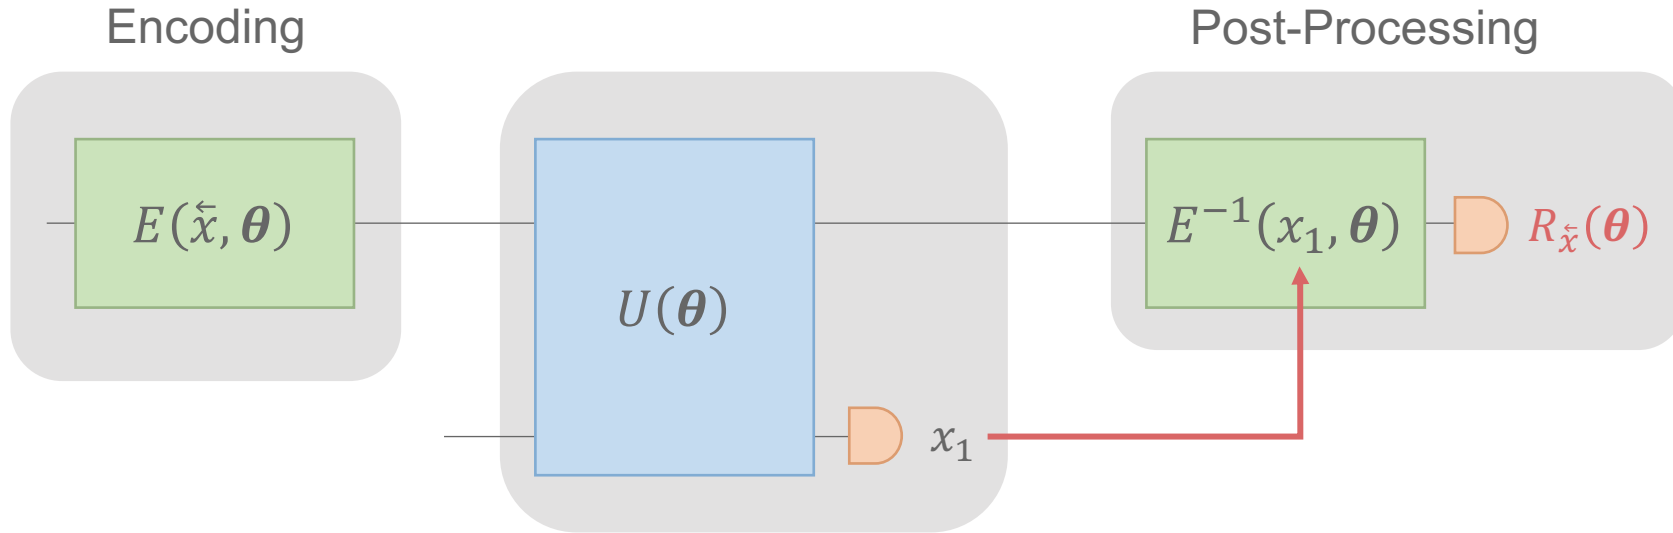 Encoding
Post-Processing
E(x⃖, θ)
U(θ)
x₁
E⁻¹(x₁, θ)
R_x⃖(θ)